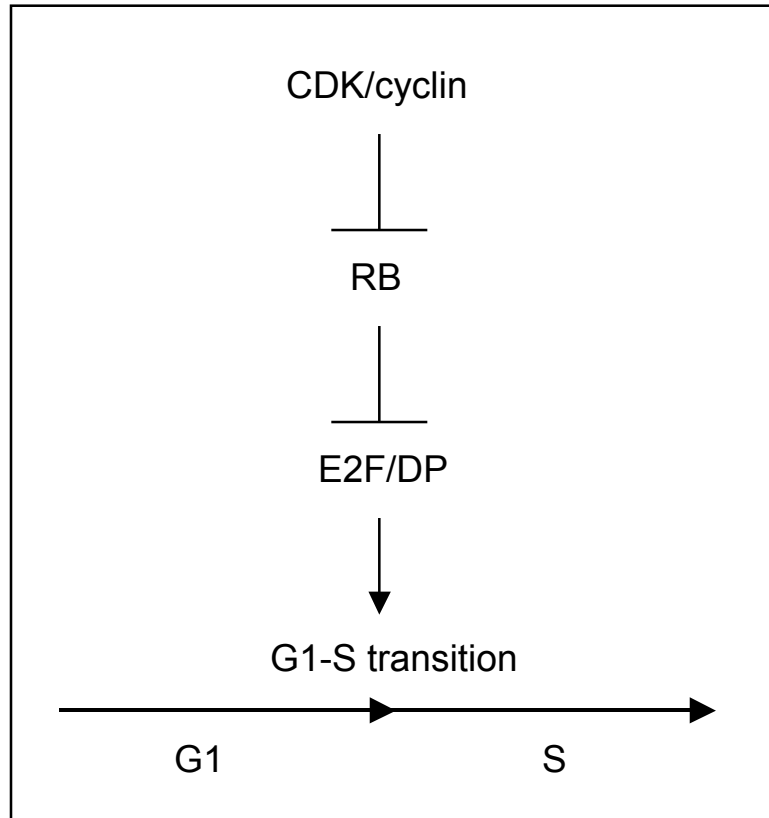 CDK/cyclin
RB
E2F/DP
G1-S transition
G1 S